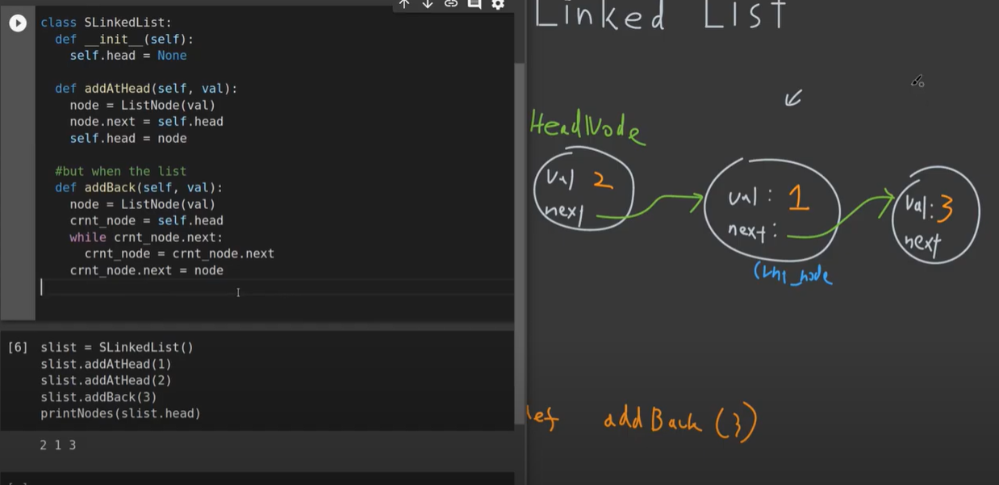 class SLinkedList:
def __init__(self):
self.head = None
def addAtHead(self, val):
node = ListNode(val)
node.next = self.head
self.head = node
#but when the list
def addBack(self, val):
node = ListNode(val)
crnt_node = self.head
while crnt_node.next:
crnt_node = crnt_node.next
crnt_node.next = node
[6] slist = SLinkedList()
slist.addAtHead(1)
slist.addAtHead(2)
slist.addBack(3)
printNodes(slist.head)
2 1 3
Linked List
HeadNode
val 2
next
val: 1
next:
val: 3
next
def addBack(3)